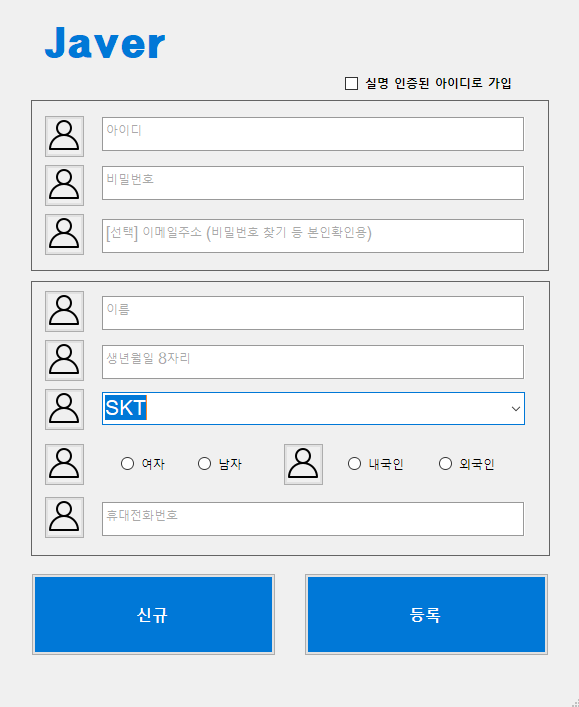 Javer
실명 인증된 아이디로 가입
아이디
비밀번호
[선택] 이메일주소 (비밀번호 찾기 등 본인확인용)
이름
생년월일 8자리
SKT
여자 남자 내국인 외국인
휴대전화번호
신규 등록